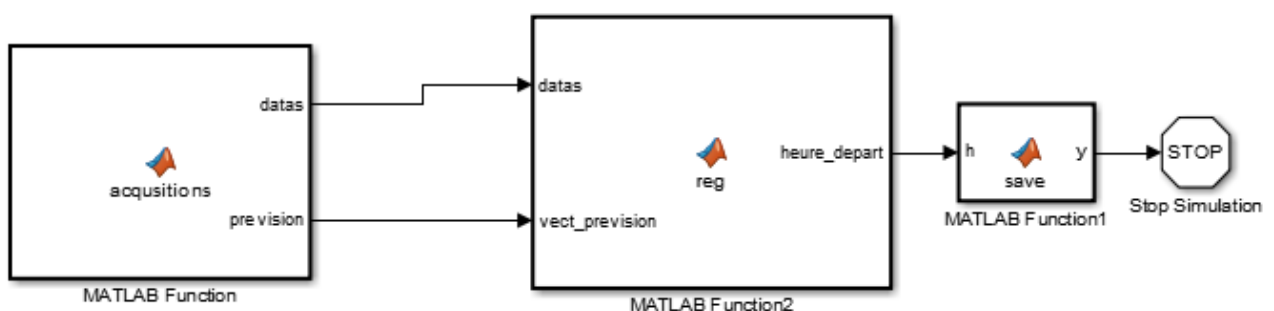 datas
acqusitions
prevision
MATLAB Function
datas
heure_depart
reg
vect_prevision
MATLAB Function2
h
y
save
MATLAB Function1
STOP
Stop Simulation